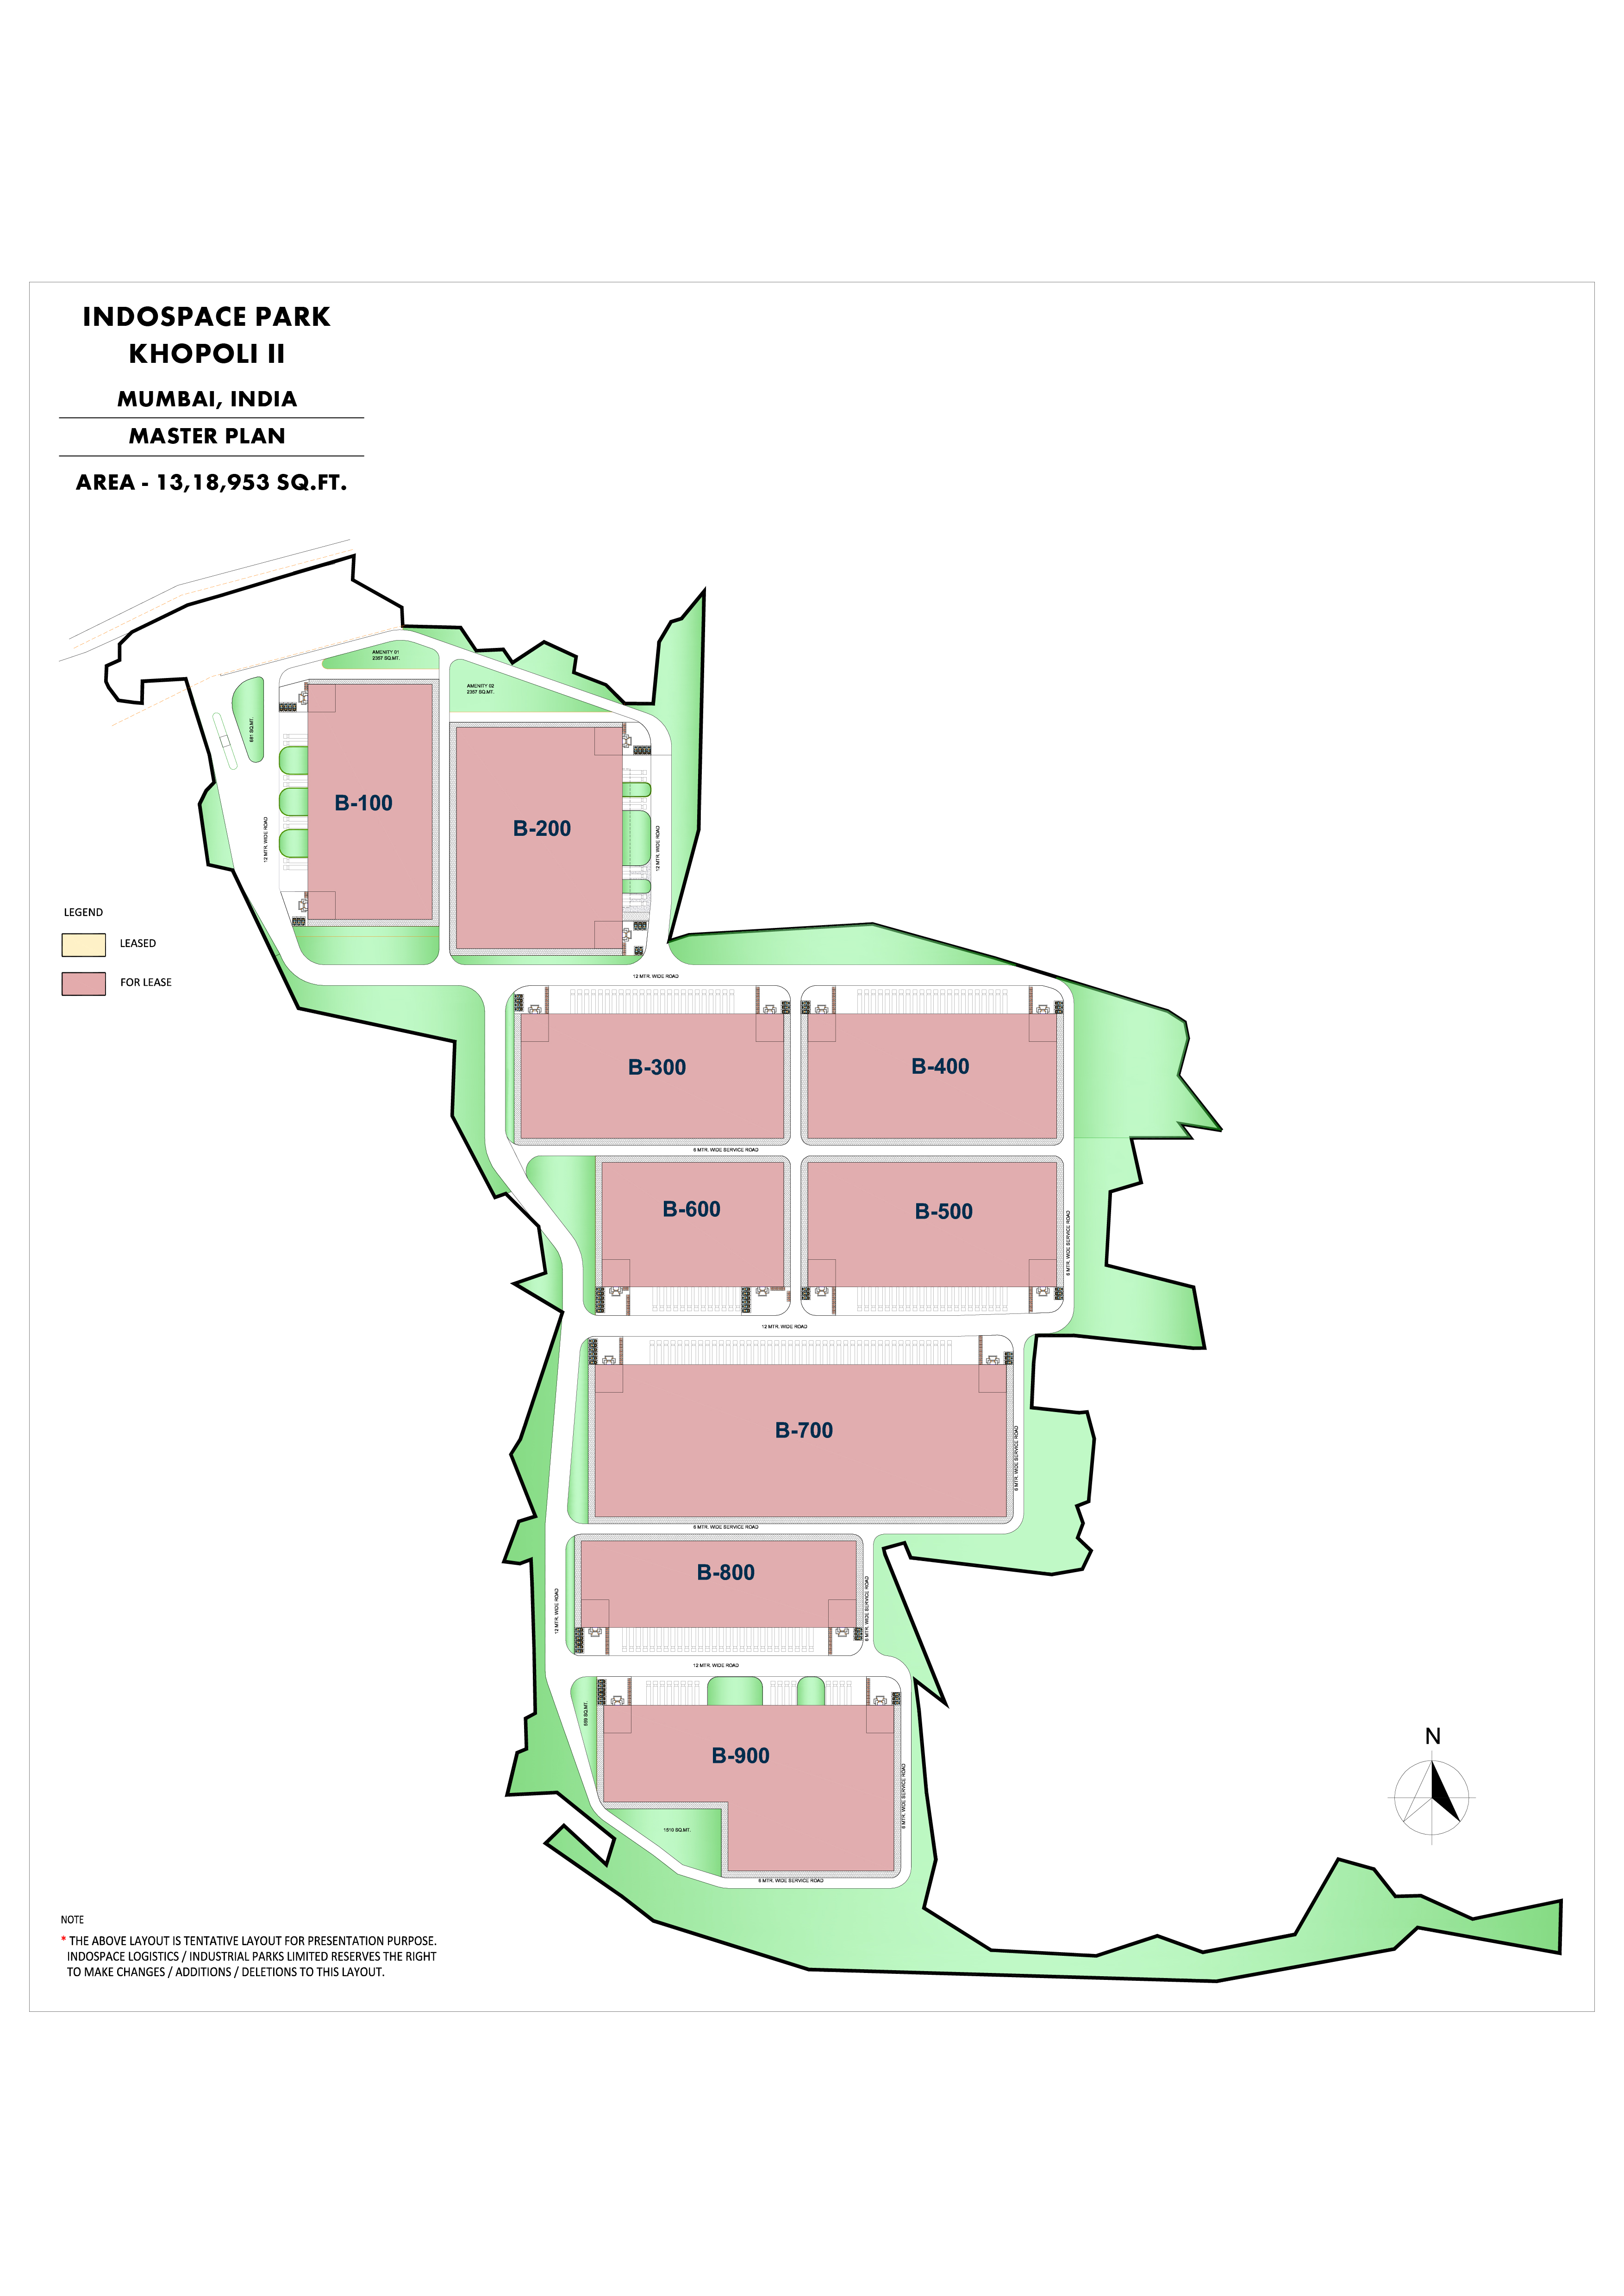 INDOSPACE PARK
KHOPOLI II
MUMBAI, INDIA
MASTER PLAN
AREA - 13,18,953 SQ.FT.
AMENITY 01
2357 SQ.MT.
AMENITY 02
2357 SQ.MT.
691 SQ.MT.
B-100
B-200
12 MTR. WIDE ROAD
12 MTR. WIDE ROAD
LEGEND
LEASED
FOR LEASE
12 MTR. WIDE ROAD
B-300
B-400
6 MTR. WIDE SERVICE ROAD
B-600
B-500
6 MTR. WIDE SERVICE ROAD
12 MTR. WIDE ROAD
B-700
6 MTR. WIDE SERVICE ROAD
6 MTR. WIDE SERVICE ROAD
B-800
12 MTR. WIDE ROAD
6 MTR. WIDE SERVICE ROAD
12 MTR. WIDE ROAD
B-900
6 MTR. WIDE SERVICE ROAD
1510 SQ.MT.
6 MTR. WIDE SERVICE ROAD
N
NOTE
* THE ABOVE LAYOUT IS TENTATIVE LAYOUT FOR PRESENTATION PURPOSE.
INDOSPACE LOGISTICS / INDUSTRIAL PARKS LIMITED RESERVES THE RIGHT
TO MAKE CHANGES / ADDITIONS / DELETIONS TO THIS LAYOUT.